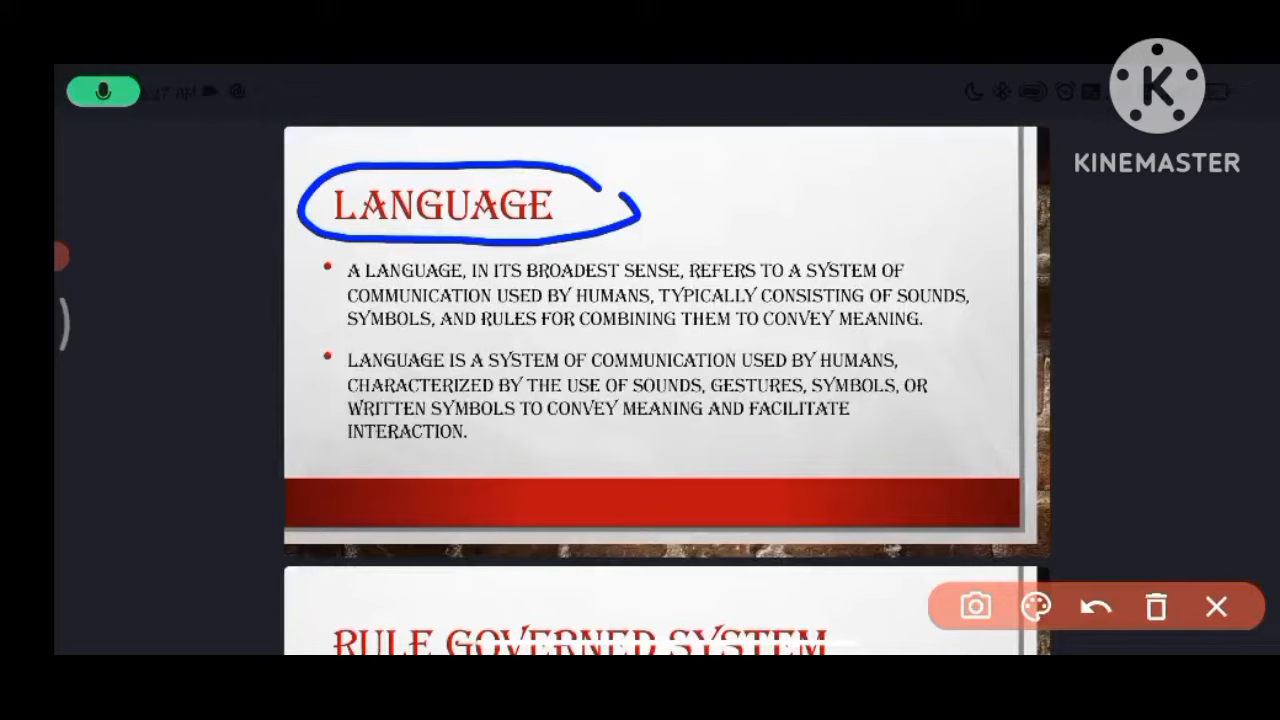 KINEMASTER
LANGUAGE
• A LANGUAGE, IN ITS BROADEST SENSE, REFERS TO A SYSTEM OF
COMMUNICATION USED BY HUMANS, TYPICALLY CONSISTING OF SOUNDS,
SYMBOLS, AND RULES FOR COMBINING THEM TO CONVEY MEANING.
• LANGUAGE IS A SYSTEM OF COMMUNICATION USED BY HUMANS,
CHARACTERIZED BY THE USE OF SOUNDS, GESTURES, SYMBOLS, OR
WRITTEN SYMBOLS TO CONVEY MEANING AND FACILITATE
INTERACTION.
RULE GOVERNED SYSTEM